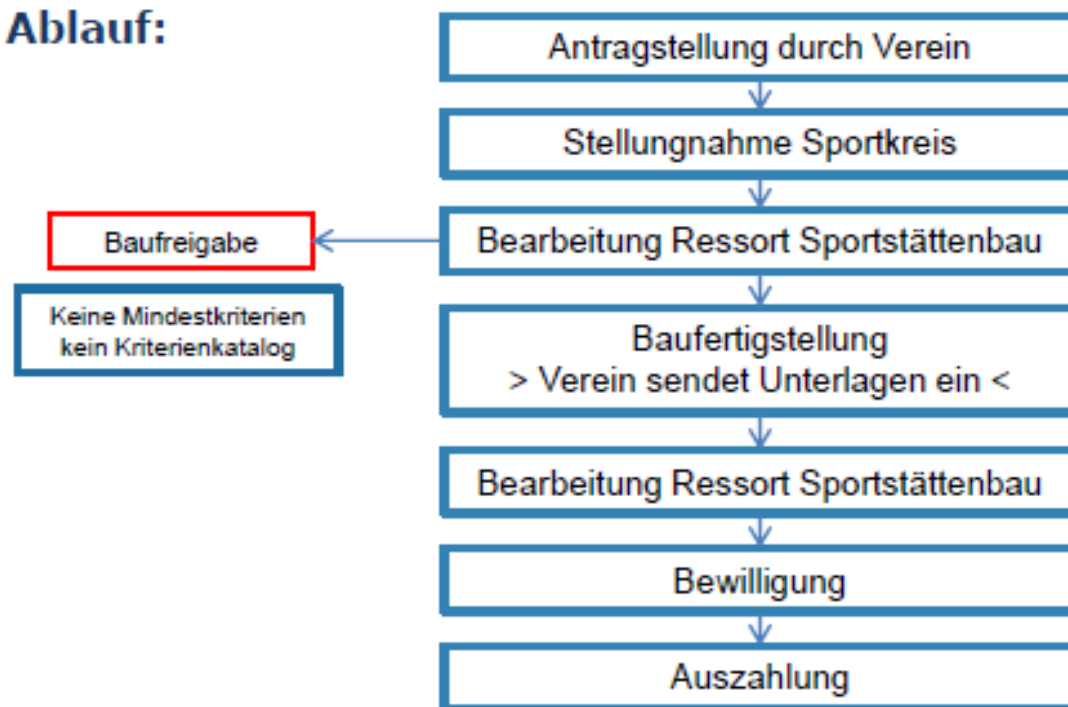 Ablauf:
Antragstellung durch Verein
Stellungnahme Sportkreis
Bearbeitung Ressort Sportstättenbau
Baufreigabe
Keine Mindestkriterien
kein Kriterienkatalog
Baufertigstellung
> Verein sendet Unterlagen ein <
Bearbeitung Ressort Sportstättenbau
Bewilligung
Auszahlung